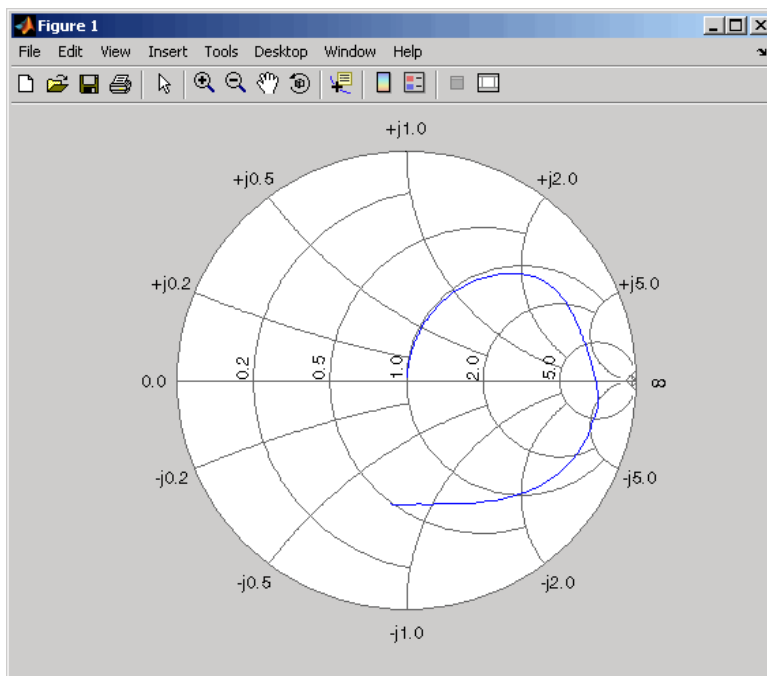 Figure 1
File Edit View Insert Tools Desktop Window Help
+j1.0
+j0.5 +j2.0
+j0.2 +j5.0
0.0 0.2 0.5 1.0 2.0 5.0 ∞
-j0.2 -j5.0
-j0.5 -j2.0
-j1.0